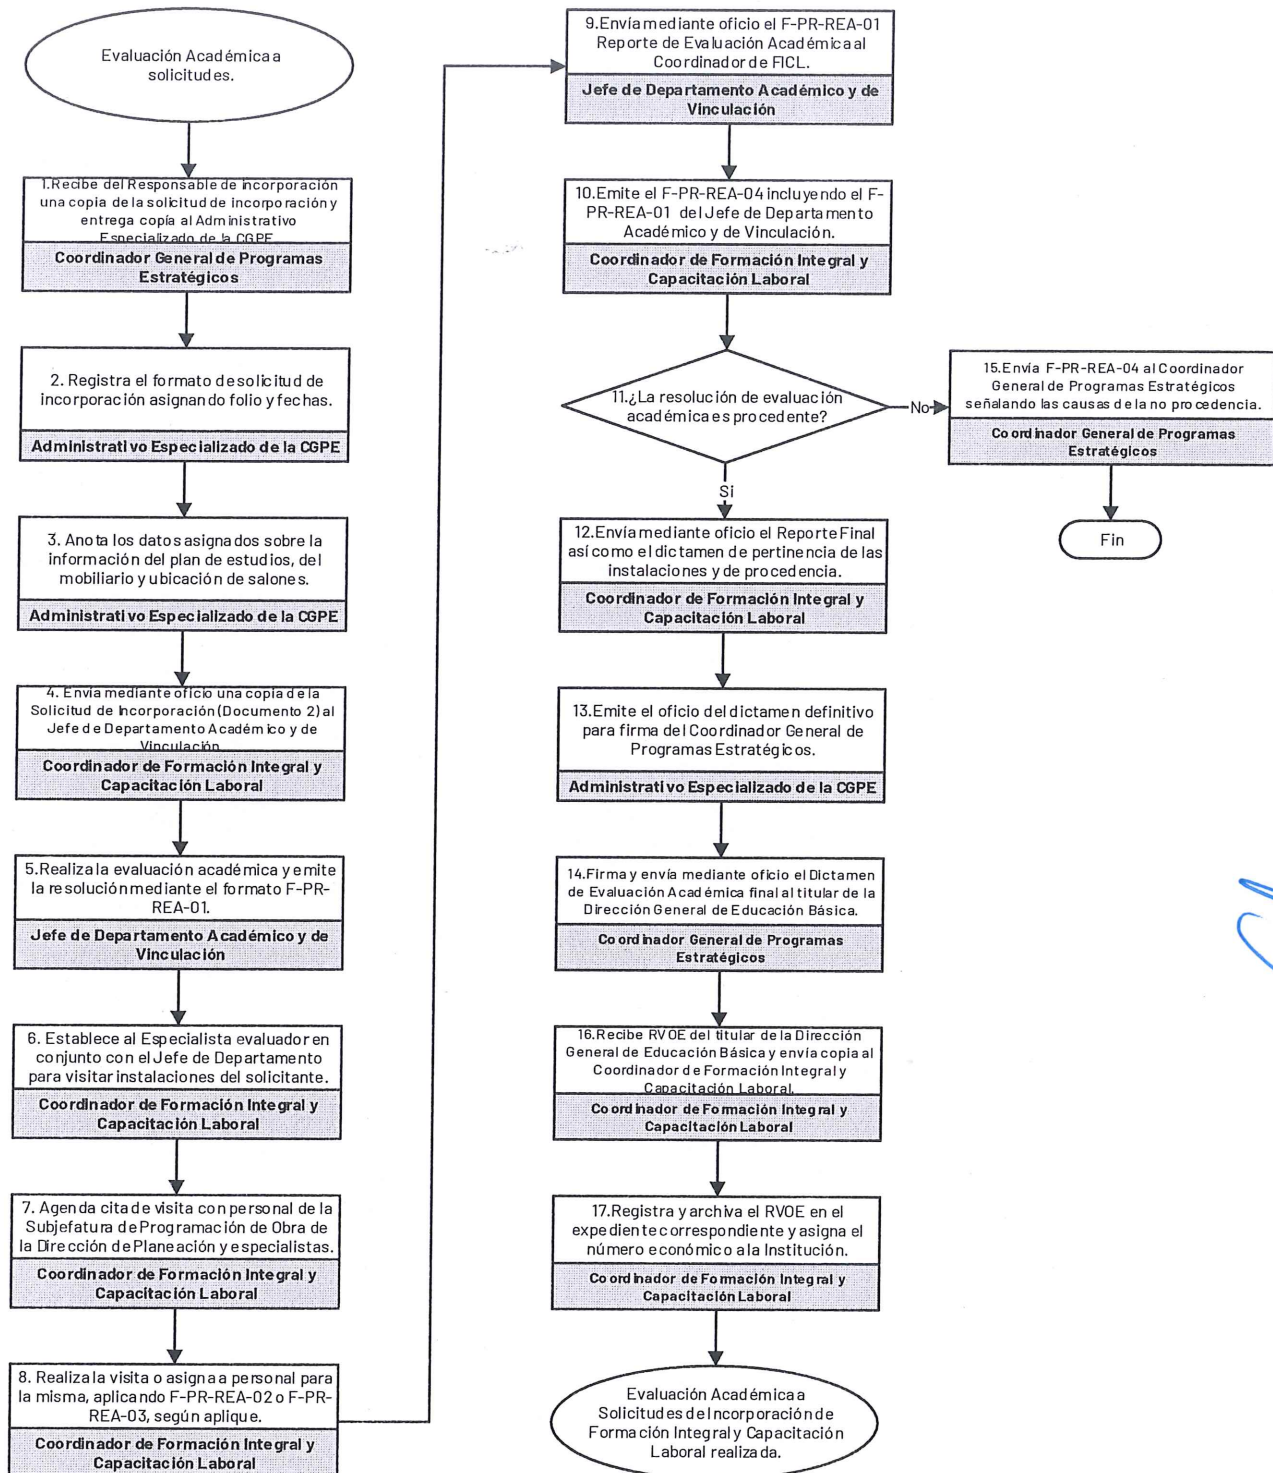 Evaluación Académica a
solicitudes.
1.Recibe del Responsable de incorporación
una copia de la solicitud de incorporación y
entrega copía al Administrativo
Especializado de la CGPE
Coordinador General de Programas
Estratégicos
2. Registra el formato de solicitud de
incorporación asignando folio y fechas.
Administrativo Especializado de la CGPE
3. Anota los datos asignados sobre la
información del plan de estudios, del
mobiliario y ubicación de salones.
Administrativo Especializado de la CGPE
4. Envía mediante oficio una copia de la
Solicitud de Incorporación (Documento 2) al
Jefe de Departamento Académico y de
Vinculación
Coordinador de Formación Integral y
Capacitación Laboral
5.Realiza la evaluación académica y emite
la resolución mediante el formato F-PR-
REA-01.
Jefe de Departamento Académico y de
Vinculación
6. Establece al Especialista evaluador en
conjunto con el Jefe de Departamento
para visitar instalaciones del solicitante.
Coordinador de Formación Integral y
Capacitación Laboral
7. Agenda cita de visita con personal de la
Subjefatura de Programación de Obra de
la Dirección de Planeación y especialistas.
Coordinador de Formación Integral y
Capacitación Laboral
8. Realiza la visita o asigna a personal para
la misma, aplicando F-PR-REA-02 o F-PR-
REA-03, según aplique.
Coordinador de Formación Integral y
Capacitación Laboral
9.Envía mediante oficio el F-PR-REA-01
Reporte de Evaluación Académica al
Coordinador de FICL.
Jefe de Departamento Académico y de
Vinculación
10.Emite el F-PR-REA-04 incluyendo el F-
PR-REA-01 del Jefe de Departamento
Académico y de Vinculación.
Coordinador de Formación Integral y
Capacitación Laboral
11.¿La resolución de evaluación
académica es procedente?
No
15.Envía F-PR-REA-04 al Coordinador
General de Programas Estratégicos
señalando las causas de la no procedencia.
Coordinador General de Programas
Estratégicos
Fin
Si
12.Envía mediante oficio el Reporte Final
así como el dictamen de pertinencia de las
instalaciones y de procedencia.
Coordinador de Formación Integral y
Capacitación Laboral
13.Emite el oficio del dictamen definitivo
para firma del Coordinador General de
Programas Estratégicos.
Administrativo Especializado de la CGPE
14.Firma y envía mediante oficio el Dictamen
de Evaluación Académica final al titular de la
Dirección General de Educación Básica.
Coordinador General de Programas
Estratégicos
16.Recibe RVOE del titular de la Dirección
General de Educación Básica y envía copia al
Coordinador de Formación Integral y
Capacitación Laboral.
Coordinador de Formación Integral y
Capacitación Laboral
17.Registra y archiva el RVOE en el
expediente correspondiente y asigna el
número económico a la Institución.
Coordinador de Formación Integral y
Capacitación Laboral
Evaluación Académica a
Solicitudes de Incorporación de
Formación Integral y Capacitación
Laboral realizada.